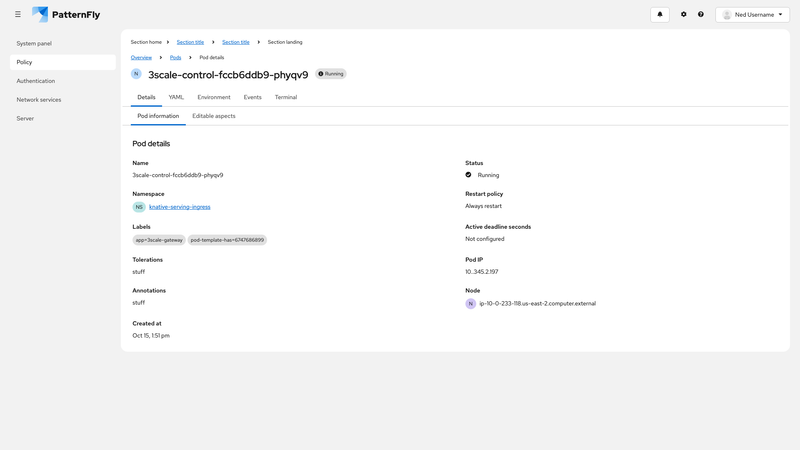 PatternFly
Ned Username
System panel
Policy
Authentication
Network services
Server
Section home Section title Section title Section landing
Overview Pods Pod details
N 3scale-control-fccb6ddb9-phyqv9 Running
Details YAML Environment Events Terminal
Pod information Editable aspects
Pod details
Name
3scale-control-fccb6ddb9-phyqv9
Namespace
NS knative-serving-ingress
Labels
app=3scale-gateway pod-template-has=6747686899
Tolerations
stuff
Annotations
stuff
Created at
Oct 15, 1:51 pm
Status
Running
Restart policy
Always restart
Active deadline seconds
Not configured
Pod IP
10..345.2.197
Node
N ip-10-0-233-118.us-east-2.computer.external